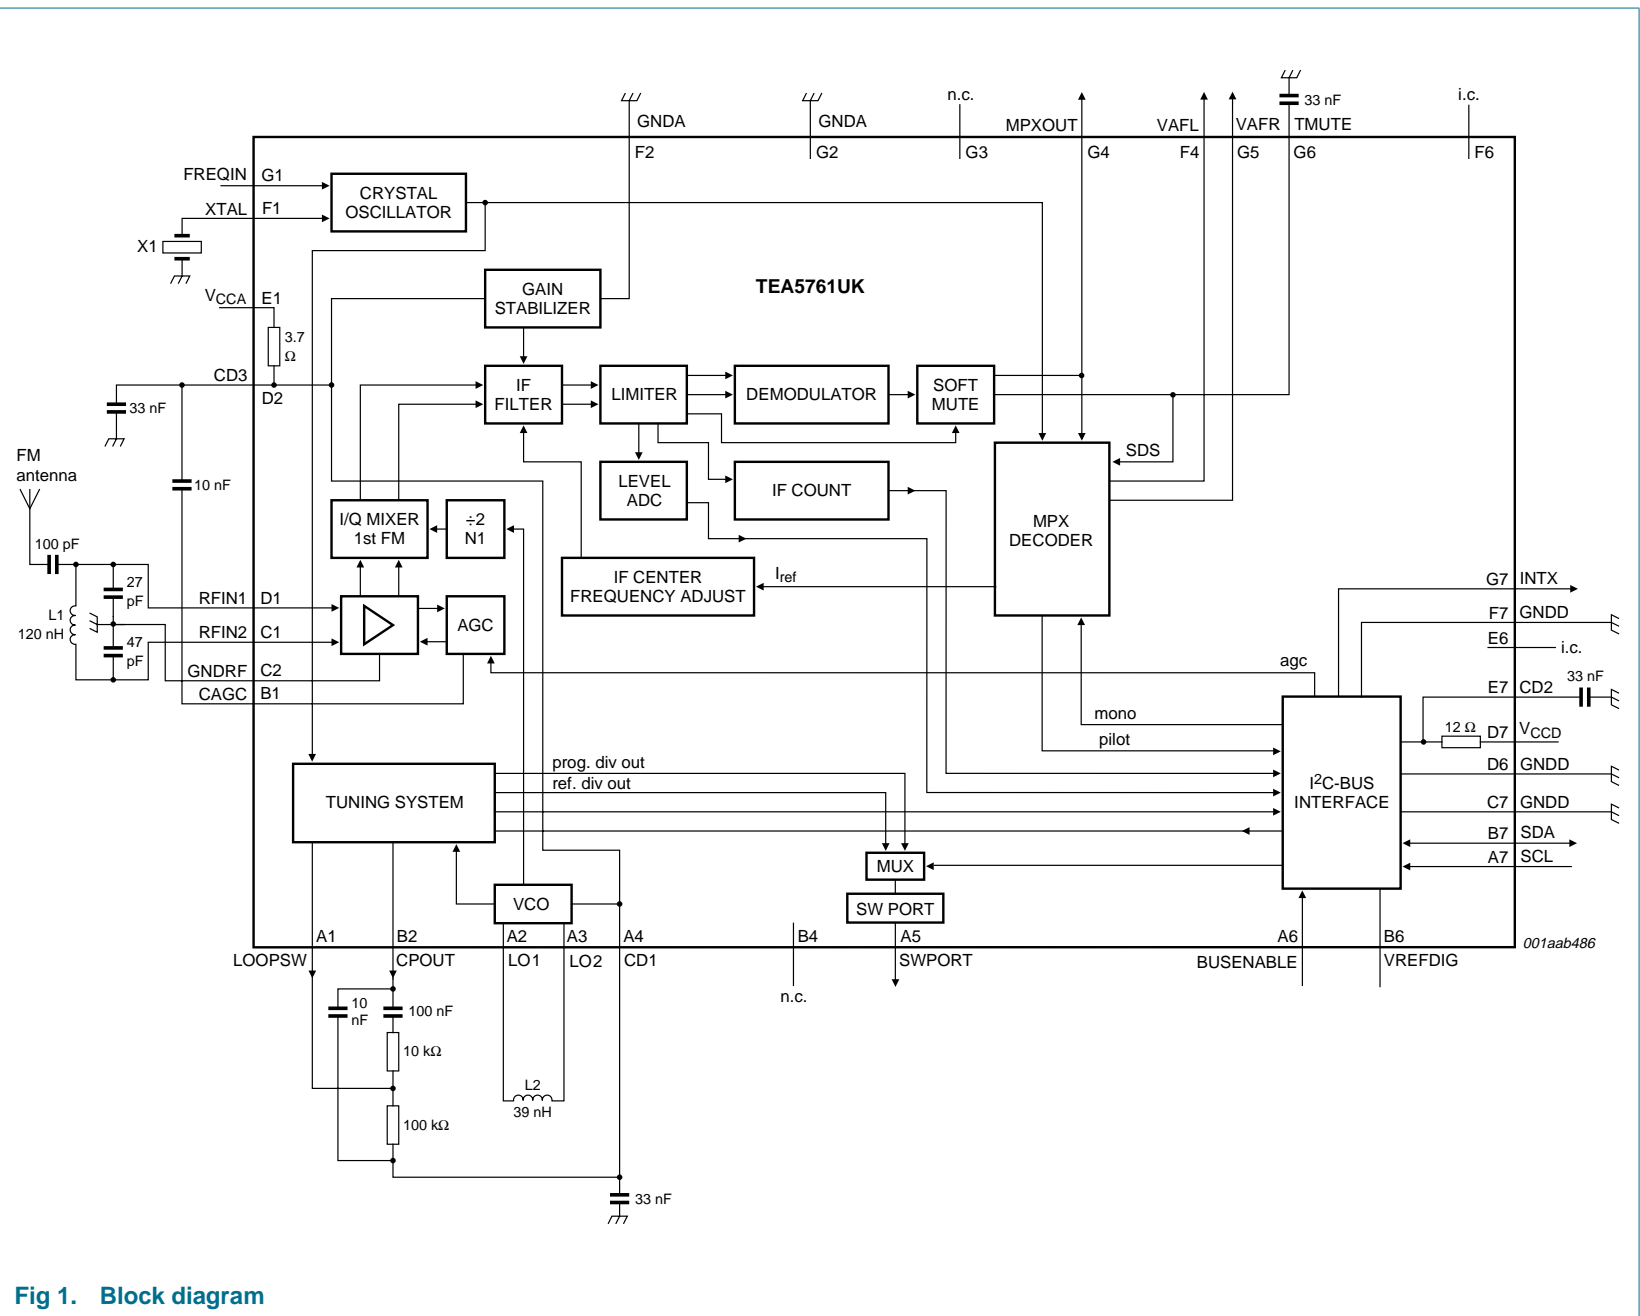 n.c.
i.c.
33 nF
GNDA
GNDA
MPXOUT
VAFL
VAFR
TMUTE
F2
G2
G3
G4
F4
G5
G6
F6
FREQIN
G1
CRYSTAL
OSCILLATOR
XTAL
F1
X1
VCCA
E1
GAIN
STABILIZER
TEA5761UK
3.7
Ω
CD3
D2
33 nF
IF
FILTER
LIMITER
DEMODULATOR
SOFT
MUTE
SDS
FM
antenna
10 nF
LEVEL
ADC
IF COUNT
I/Q MIXER
1st FM
÷2
N1
MPX
DECODER
100 pF
27
pF
IF CENTER
FREQUENCY ADJUST
Iref
G7
INTX
RFIN1
D1
L1
120 nH
AGC
F7
GNDD
RFIN2
C1
47
pF
E6
i.c.
GNDRF
C2
agc
33 nF
CAGC
B1
E7
CD2
mono
12 Ω
D7
VCCD
pilot
prog. div out
ref. div out
D6
GNDD
TUNING SYSTEM
I2C-BUS
INTERFACE
C7
GNDD
B7
SDA
MUX
A7
SCL
VCO
SW PORT
A1
B2
A2
A3
A4
B4
A5
A6
B6
001aab486
LOOPSW
CPOUT
LO1
LO2
CD1
SWPORT
BUSENABLE
VREFDIG
n.c.
10
nF
100 nF
10 kΩ
L2
39 nH
100 kΩ
33 nF
Fig 1. Block diagram